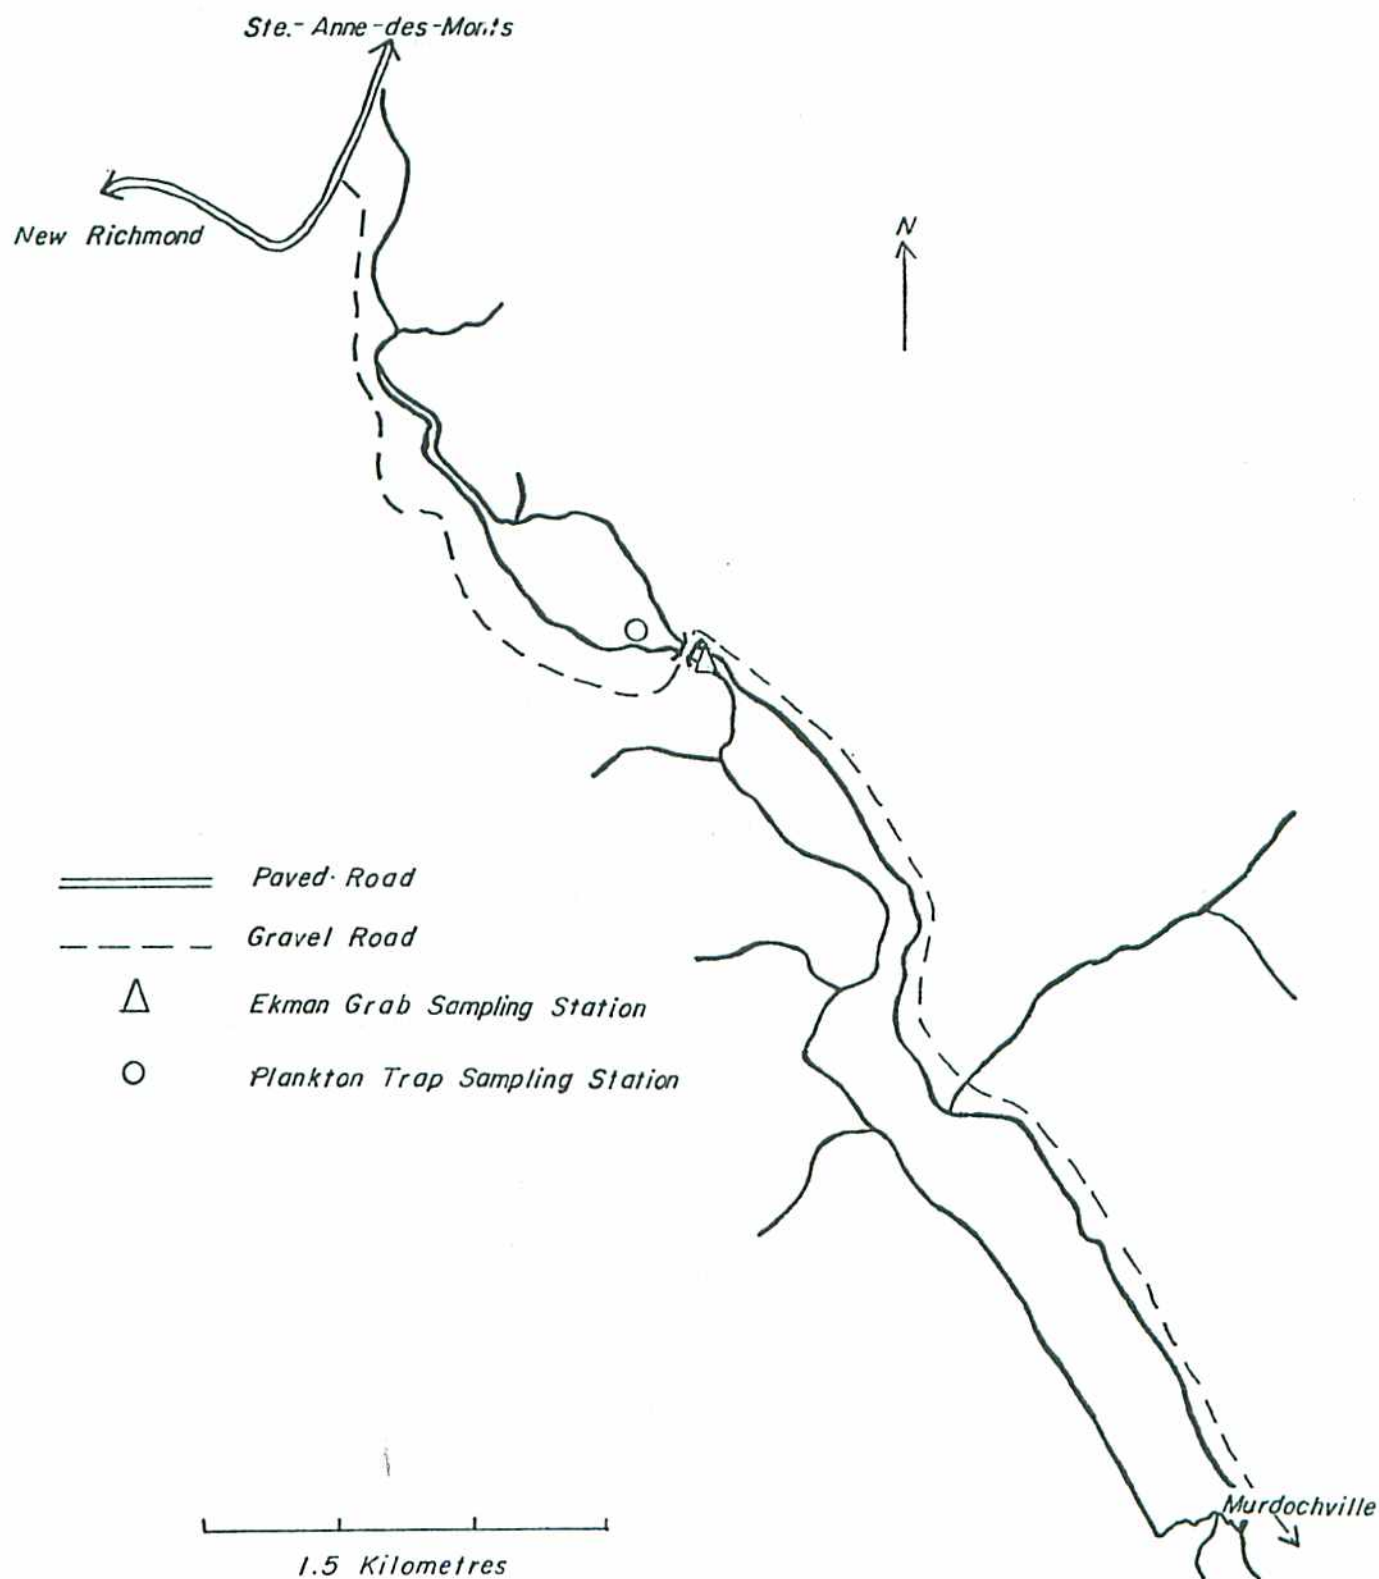 Ste.- Anne-des-Monts
New Richmond
N
Paved Road
Gravel Road
Ekman Grab Sampling Station
Plankton Trap Sampling Station
Murdochville
1.5 Kilometres